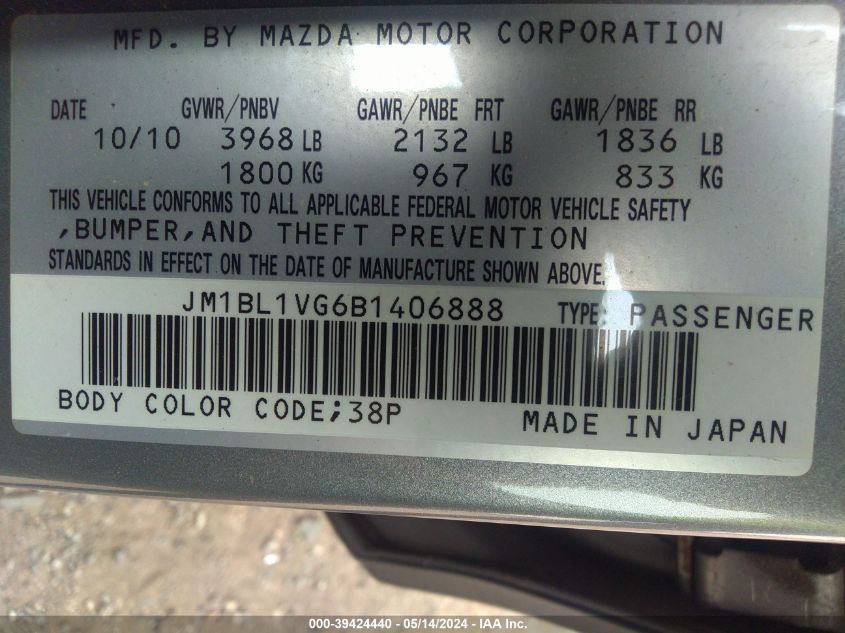 MFD. BY MAZDA MOTOR CORPORATION
DATE GVWR/PNBV GAWR/PNBE FRT GAWR/PNBE RR
10/10 3968 LB 2132 LB 1836 LB
1800 KG 967 KG 833 KG
THIS VEHICLE CONFORMS TO ALL APPLICABLE FEDERAL MOTOR VEHICLE SAFETY
,BUMPER,AND THEFT PREVENTION
STANDARDS IN EFFECT ON THE DATE OF MANUFACTURE SHOWN ABOVE.
JM1BL1VG6B1406888 TYPE: PASSENGER
BODY COLOR CODE;38P MADE IN JAPAN
000-39424440 - 05/14/2024 - IAA Inc.